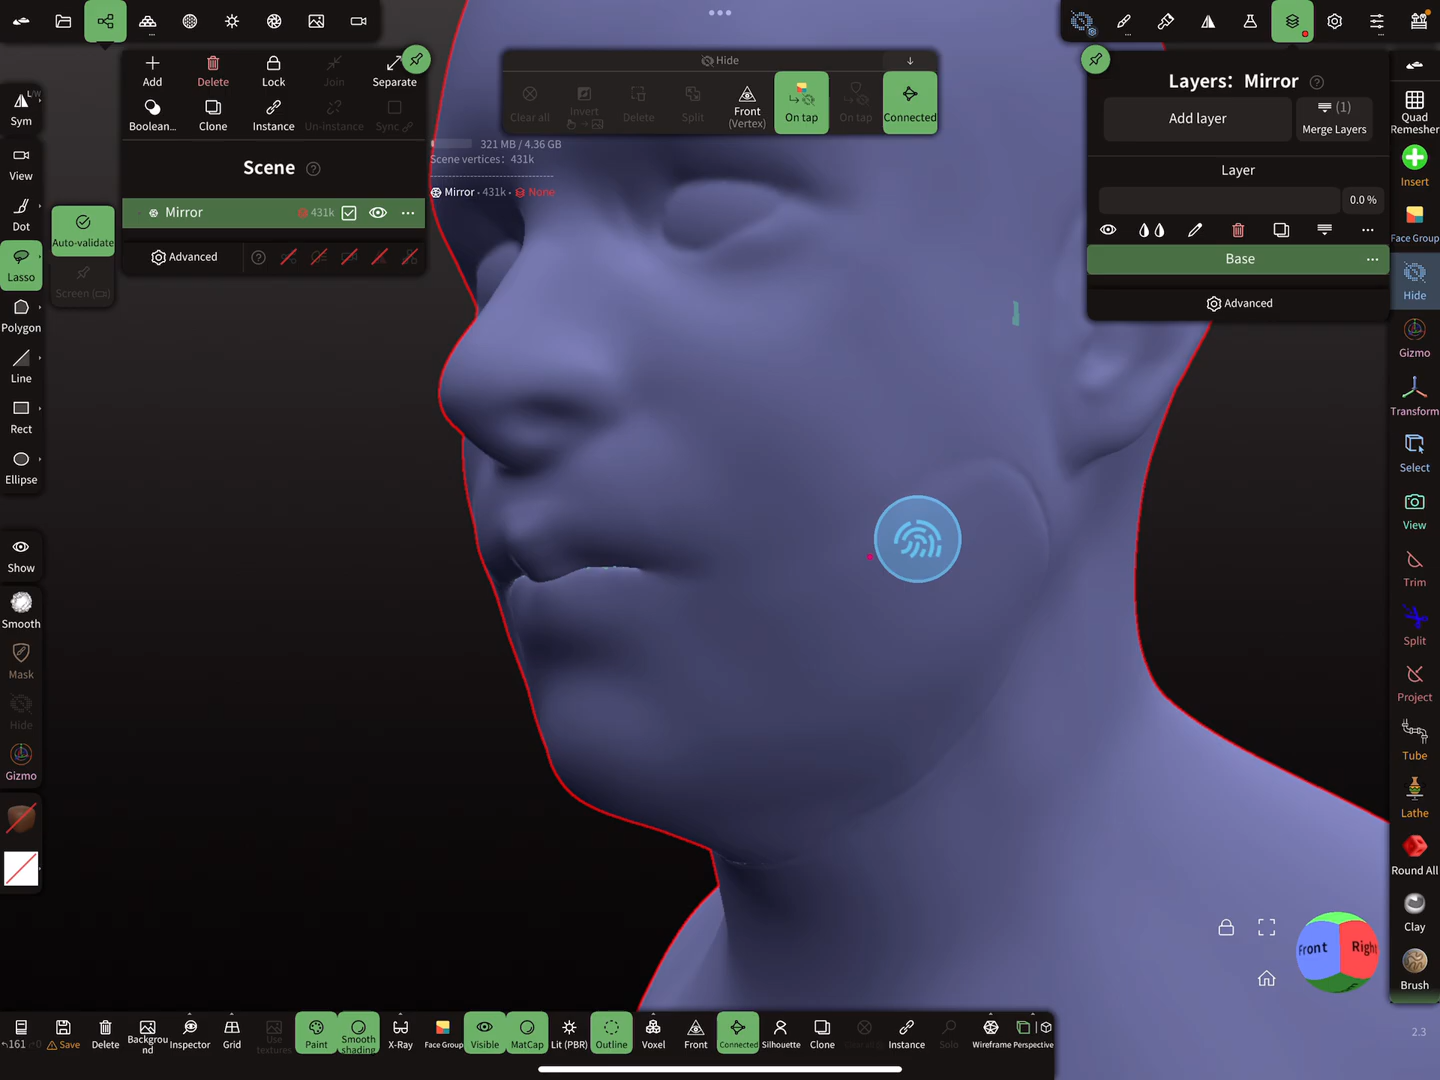 Add
Delete
Lock
Join
Separate
Boolean...
Clone
Instance
Un-instance
Sync
Scene
Mirror
431k
...
Advanced
L/W
Sym
View
Dot
Lasso
Polygon
Line
Rect
Ellipse
Auto-validate
Screen
Show
Smooth
Mask
Hide
Gizmo
Hide
Clear all
Invert
Delete
Split
Front
(Vertex)
On tap
On tap
Connected
321 MB / 4.36 GB
Scene vertices: 431k
Mirror · 431k · None
Layers: Mirror
Add layer
(1)
Merge Layers
Layer
0.0 %
Base
Advanced
Quad
Remesher
Insert
Face Group
Hide
Gizmo
Transform
Select
View
Trim
Split
Project
Tube
Lathe
Round All
Clay
Brush
Front
Right
161
0
Save
Delete
Backgrou
nd
Inspector
Grid
Use
textures
Paint
Smooth
shading
X-Ray
Face Group
Visible
MatCap
Lit (PBR)
Outline
Voxel
Front
Connected
Silhouette
Clone
Instance
Solo
Wireframe
Perspective
2.3